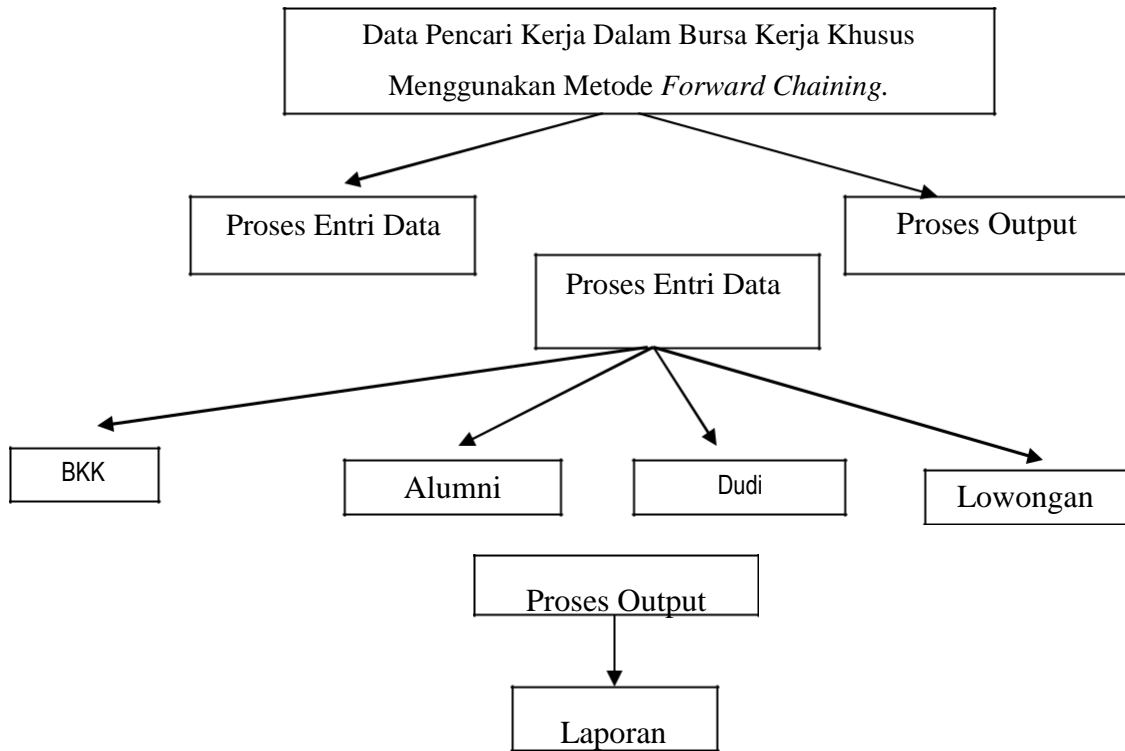 Data Pencari Kerja Dalam Bursa Kerja Khusus
Menggunakan Metode Forward Chaining.
Proses Entri Data
Proses Output
Proses Entri Data
BKK
Alumni
Dudi
Lowongan
Proses Output
Laporan